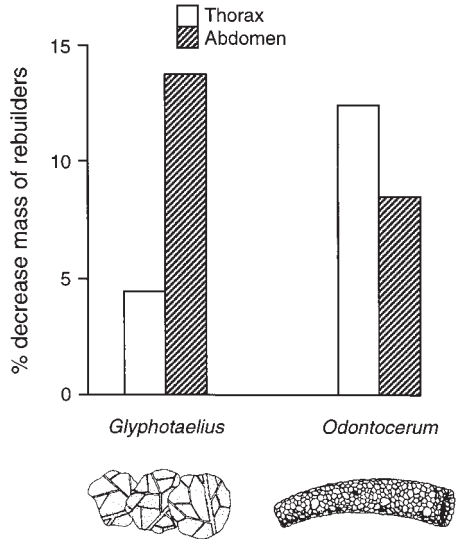 Thorax
Abdomen
% decrease mass of rebuilders
15
10
5
0
Glyphotaelius
Odontocerum